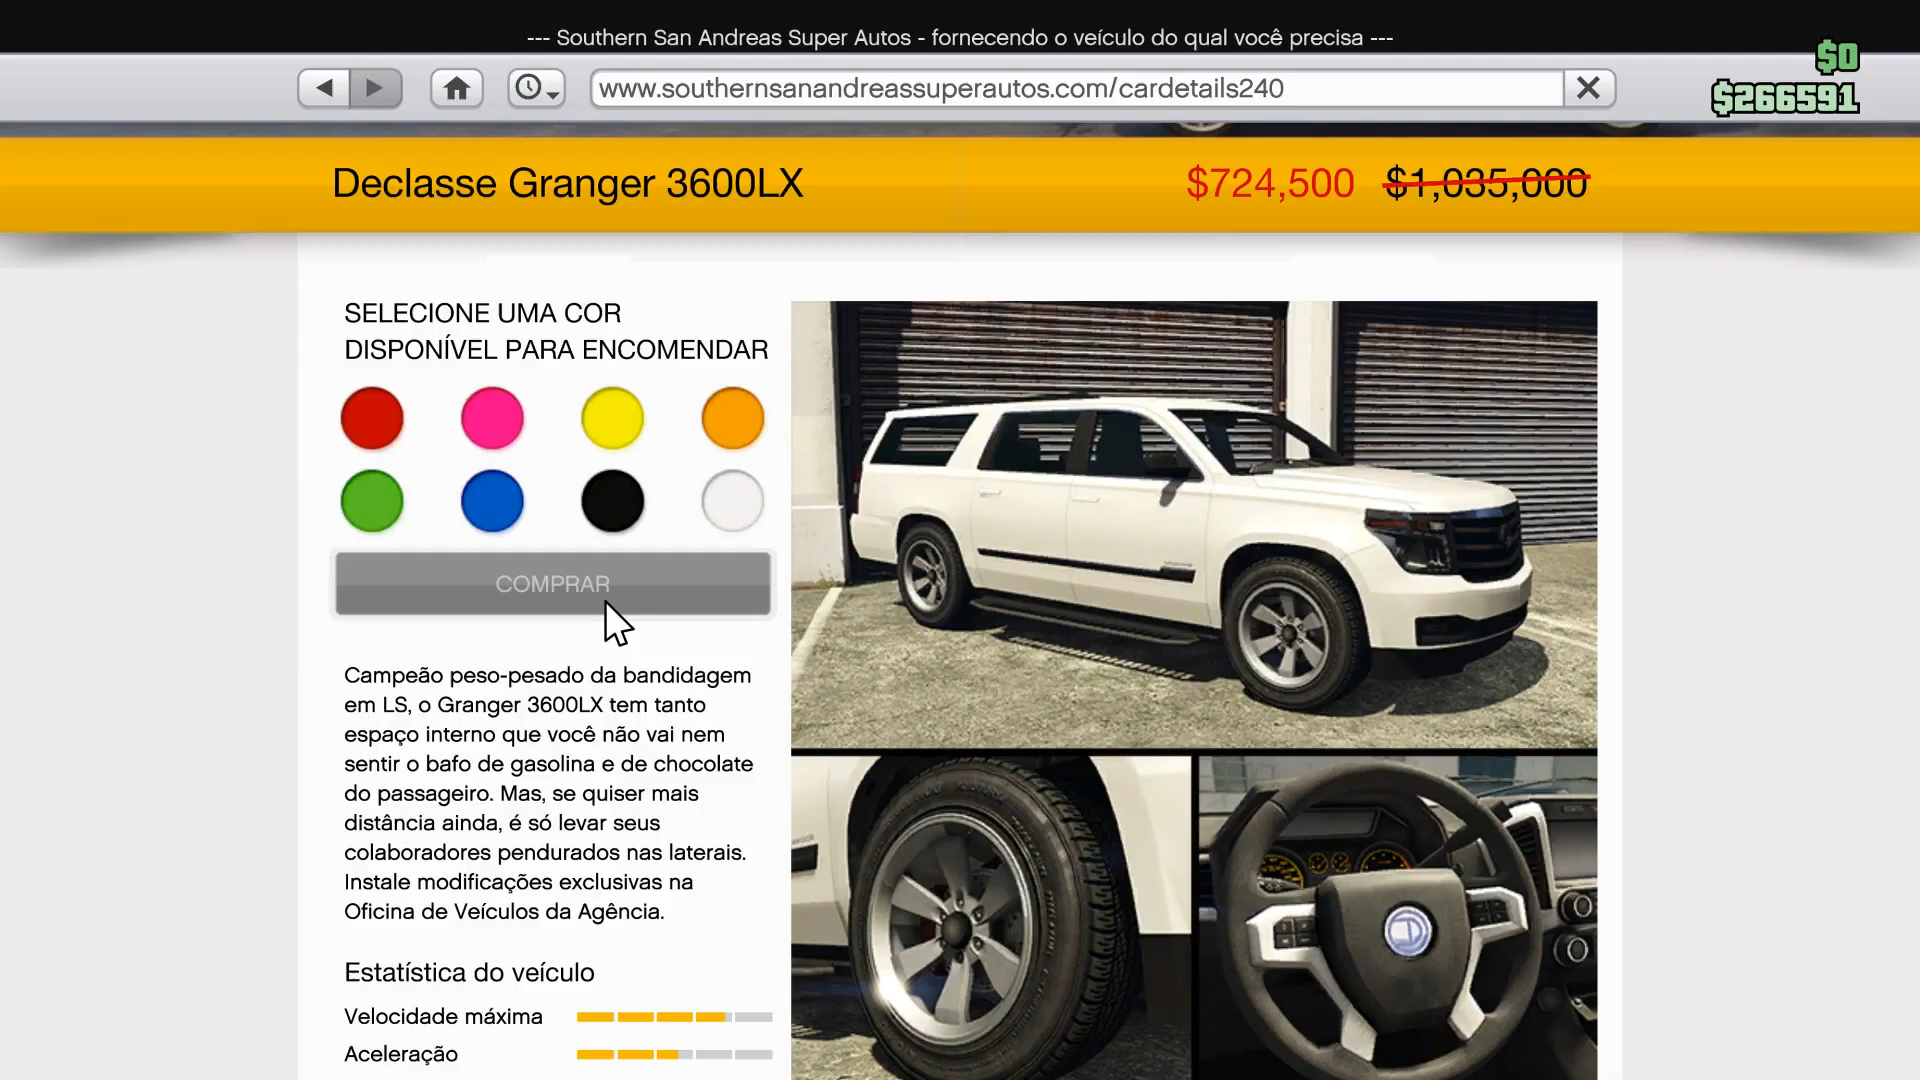 --- Southern San Andreas Super Autos - fornecendo o veículo do qual você precisa ---
www.southernsanandreassuperautos.com/cardetails240
$0
$266591
Declasse Granger 3600LX
$724,500 $1,035,000
SELECIONE UMA COR
DISPONÍVEL PARA ENCOMENDAR
COMPRAR
Campeão peso-pesado da bandidagem
em LS, o Granger 3600LX tem tanto
espaço interno que você não vai nem
sentir o bafo de gasolina e de chocolate
do passageiro. Mas, se quiser mais
distância ainda, é só levar seus
colaboradores pendurados nas laterais.
Instale modificações exclusivas na
Oficina de Veículos da Agência.
Estatística do veículo
Velocidade máxima
Aceleração